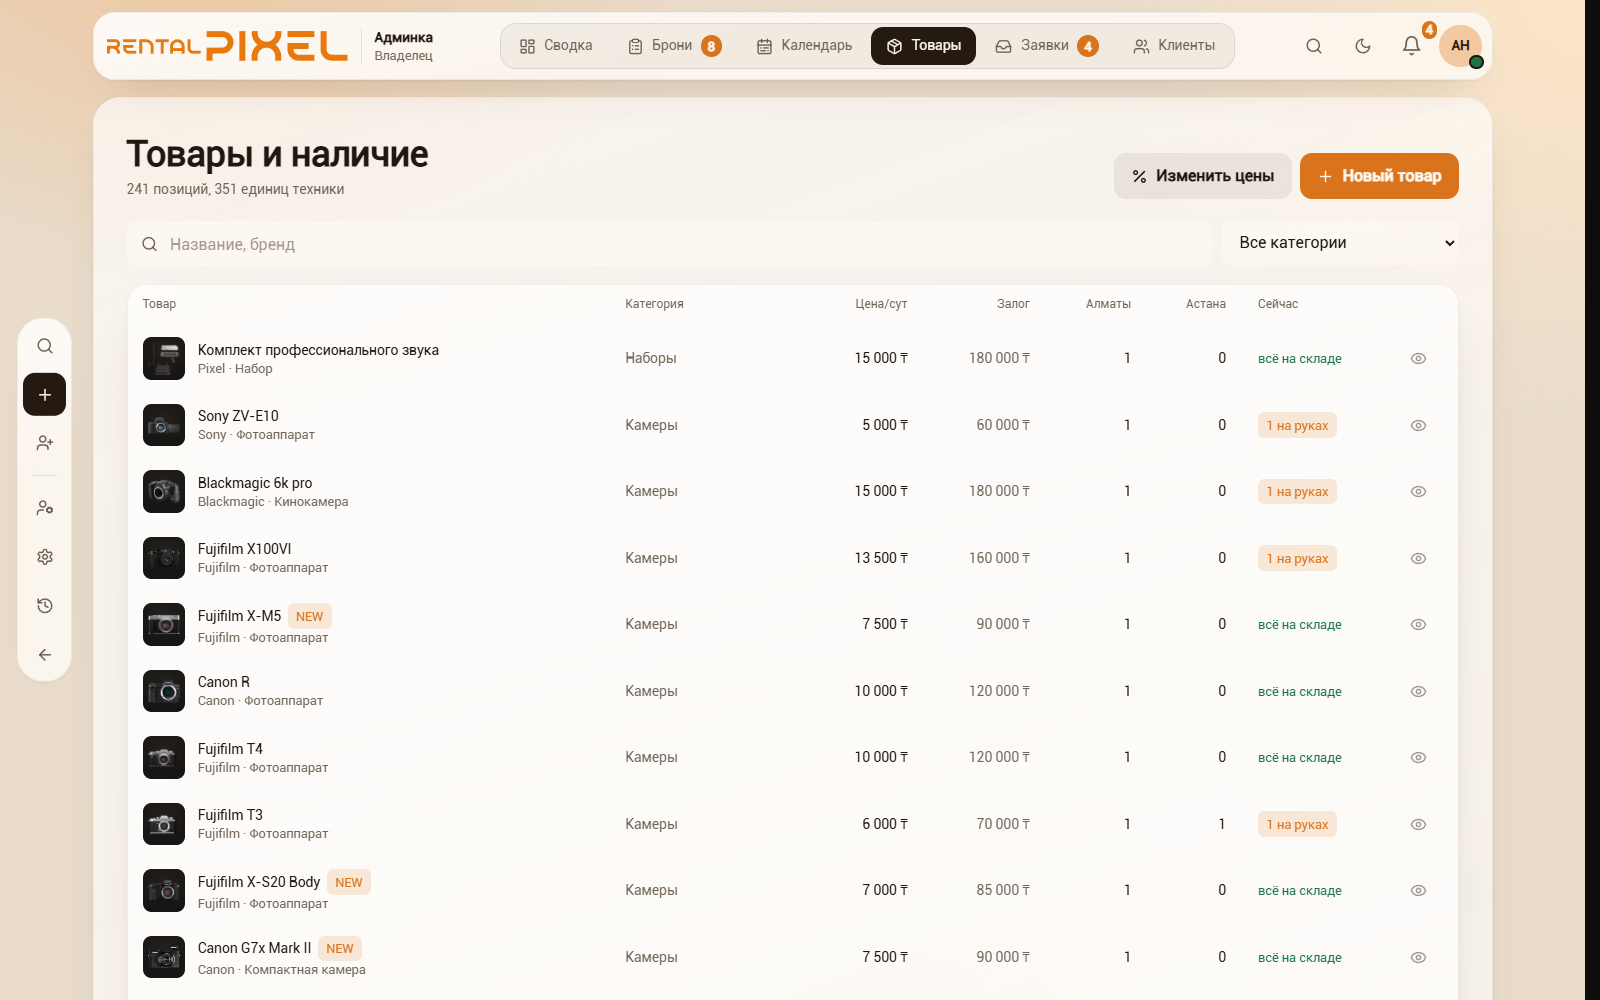 RENTAL PIXEL
Админка
Владелец
Сводка
Брони 8
Календарь
Товары
Заявки 4
Клиенты
4
АН
Товары и наличие
241 позиций, 351 единиц техники
Изменить цены
Новый товар
Название, бренд
Все категории
Товар Категория Цена/сут Залог Алматы Астана Сейчас
Комплект профессионального звука
Pixel · Набор
Наборы 15 000 ₸ 180 000 ₸ 1 0 всё на складе
Sony ZV-E10
Sony · Фотоаппарат
Камеры 5 000 ₸ 60 000 ₸ 1 0 1 на руках
Blackmagic 6k pro
Blackmagic · Кинокамера
Камеры 15 000 ₸ 180 000 ₸ 1 0 1 на руках
Fujifilm X100VI
Fujifilm · Фотоаппарат
Камеры 13 500 ₸ 160 000 ₸ 1 0 1 на руках
Fujifilm X-M5 NEW
Fujifilm · Фотоаппарат
Камеры 7 500 ₸ 90 000 ₸ 1 0 всё на складе
Canon R
Canon · Фотоаппарат
Камеры 10 000 ₸ 120 000 ₸ 1 0 всё на складе
Fujifilm T4
Fujifilm · Фотоаппарат
Камеры 10 000 ₸ 120 000 ₸ 1 0 всё на складе
Fujifilm T3
Fujifilm · Фотоаппарат
Камеры 6 000 ₸ 70 000 ₸ 1 1 1 на руках
Fujifilm X-S20 Body NEW
Fujifilm · Фотоаппарат
Камеры 7 000 ₸ 85 000 ₸ 1 0 всё на складе
Canon G7x Mark II NEW
Canon · Компактная камера
Камеры 7 500 ₸ 90 000 ₸ 1 0 всё на складе